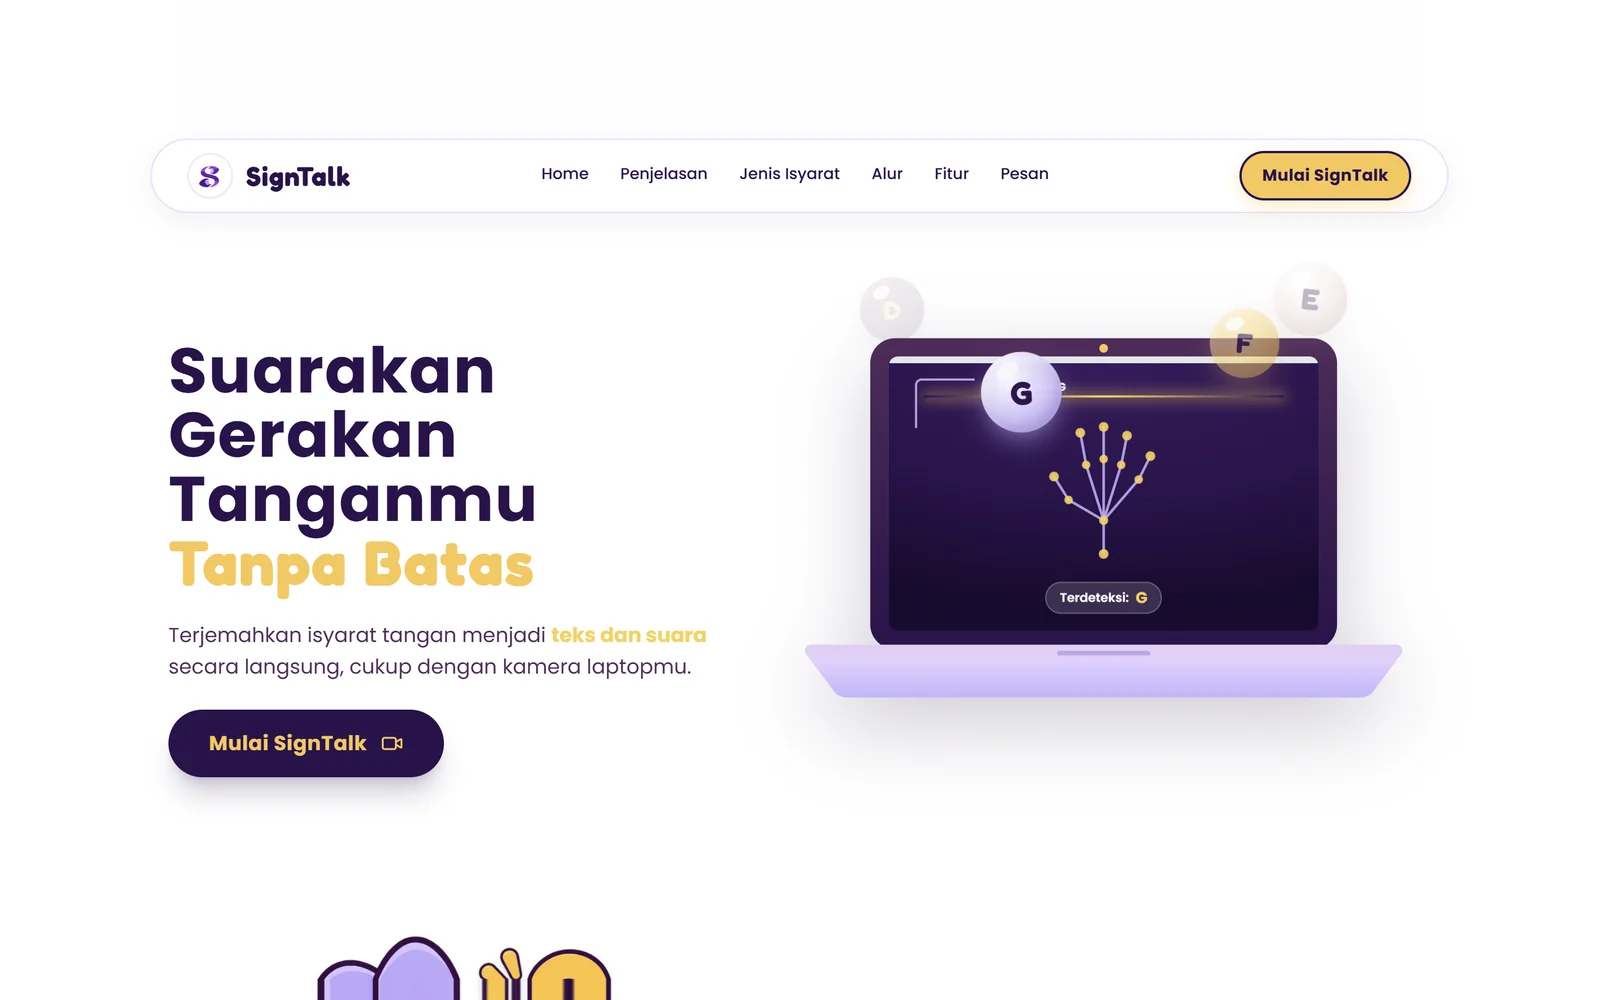 SignTalk
Home
Penjelasan
Jenis Isyarat
Alur
Fitur
Pesan
Mulai SignTalk
Suarakan
Gerakan
Tanganmu
Tanpa Batas
Terjemahkan isyarat tangan menjadi teks dan suara
secara langsung, cukup dengan kamera laptopmu.
Mulai SignTalk
D
E
F
G
Terdeteksi: G